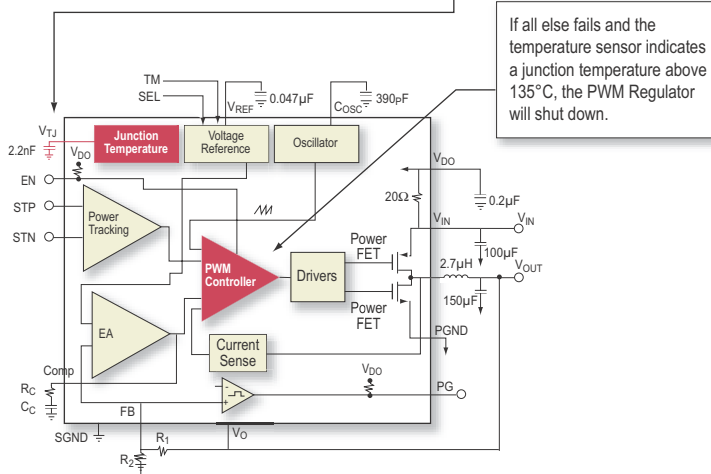 If all else fails and the
temperature sensor indicates
a junction temperature above
135°C, the PWM Regulator
will shut down.
TM
SEL
VREF
0.047µF
COSC
390pF
VTJ
2.2nF
Junction
Temperature
Voltage
Reference
Oscillator
VDO
EN
STP
STN
Power
Tracking
VDO
20Ω
0.2µF
VIN
VIN
100µF
Power
FET
PWM
Controller
Drivers
2.7µH
VOUT
150µF
Power
FET
PGND
EA
Current
Sense
Comp
RC
CC
VDO
PG
-
+
FB
SGND
VO
R1
R2